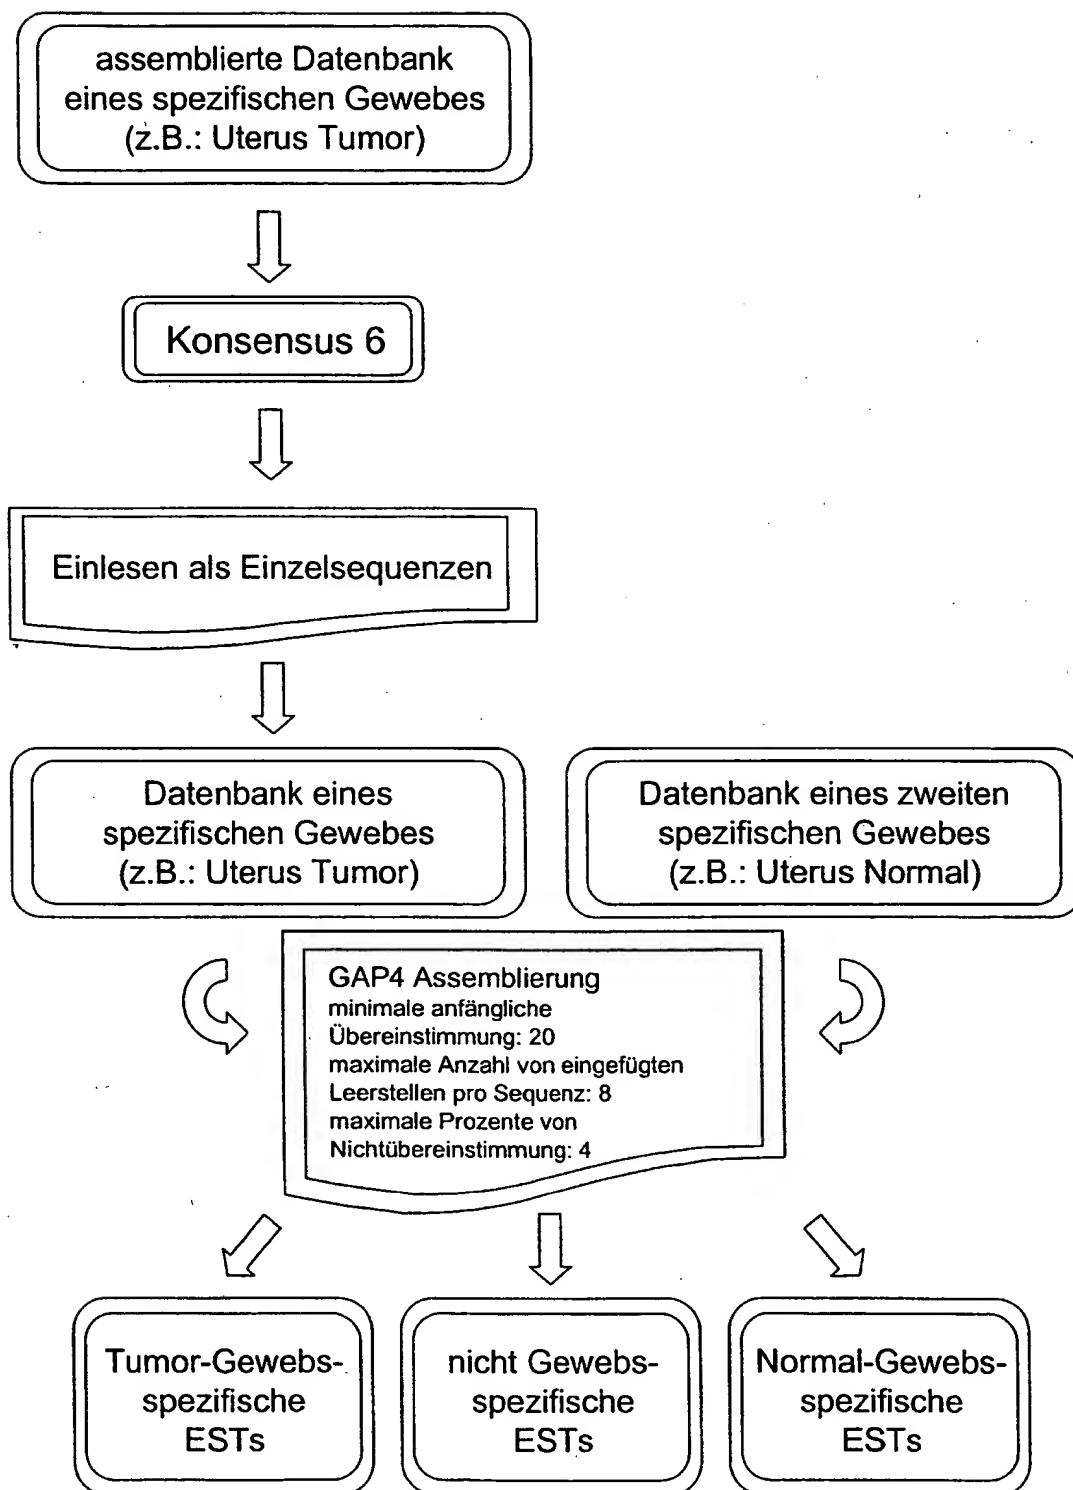 assemblierte Datenbank
eines spezifischen Gewebes
(z.B.: Uterus Tumor)
Konsensus 6
Einlesen als Einzelsequenzen
Datenbank eines
spezifischen Gewebes
(z.B.: Uterus Tumor)
Datenbank eines zweiten
spezifischen Gewebes
(z.B.: Uterus Normal)
GAP4 Assemblierung
minimale anfängliche
Übereinstimmung: 20
maximale Anzahl von eingefügten
Leerstellen pro Sequenz: 8
maximale Prozente von
Nichtübereinstimmung: 4
Tumor-Gewebs-
spezifische
ESTs
nicht Gewebs-
spezifische
ESTs
Normal-Gewebs-
spezifische
ESTs